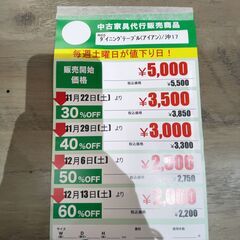 中古家具代行販売商品
ダイニングテーブル(アイアン)/
毎週土曜日が値下り日!
販売開始価格
¥5,000
税込価格 ¥5,500
11月22日(土)より
30%OFF
¥3,500
税込価格 ¥3,850
11月29日(土)より
40%OFF
¥3,000
税込価格 ¥3,300
12月6日(土)より
50%OFF
¥2,500
税込価格 ¥2,750
12月13日(土)より
60%OFF
¥2,000
税込価格 ¥2,200
サイズ
W D H